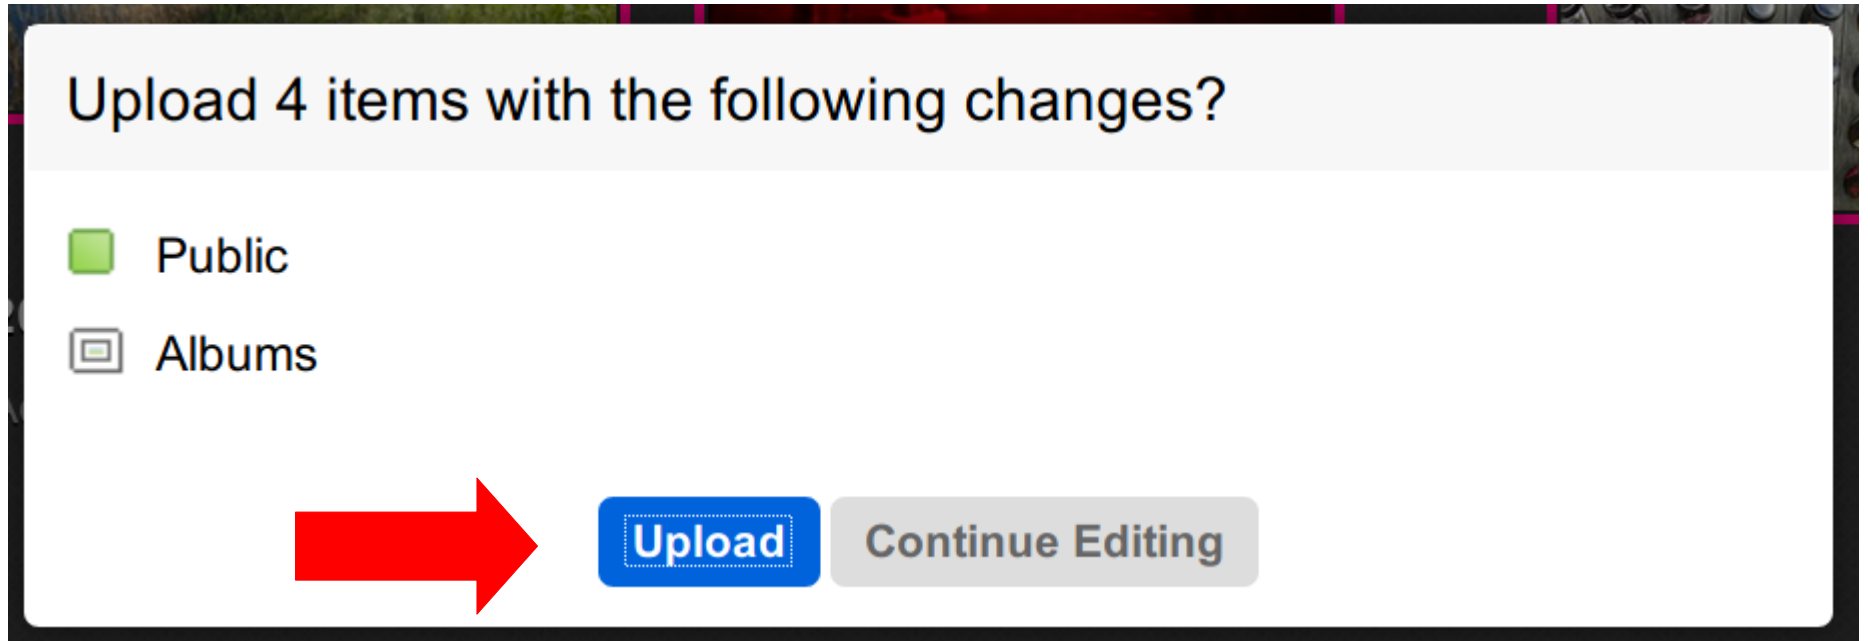 Upload 4 items with the following changes?
Public
Albums
Upload
Continue Editing